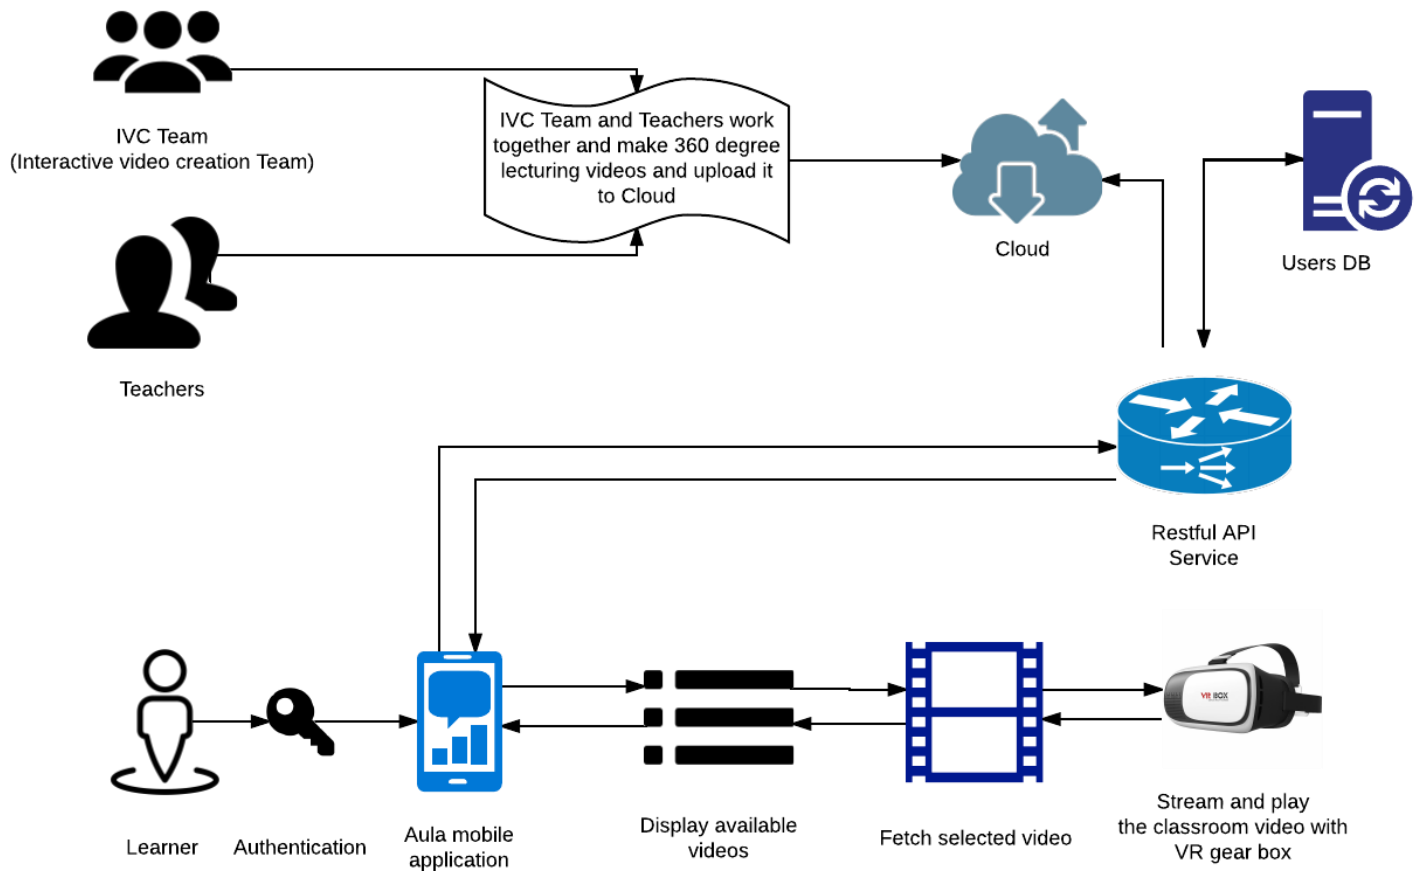 IVC Team
(Interactive video creation Team)
IVC Team and Teachers work
together and make 360 degree
lecturing videos and upload it
to Cloud
Cloud
Users DB
Teachers
Restful API
Service
VR BOX
Learner
Authentication
Aula mobile
application
Display available
videos
Fetch selected video
Stream and play
the classroom video with
VR gear box